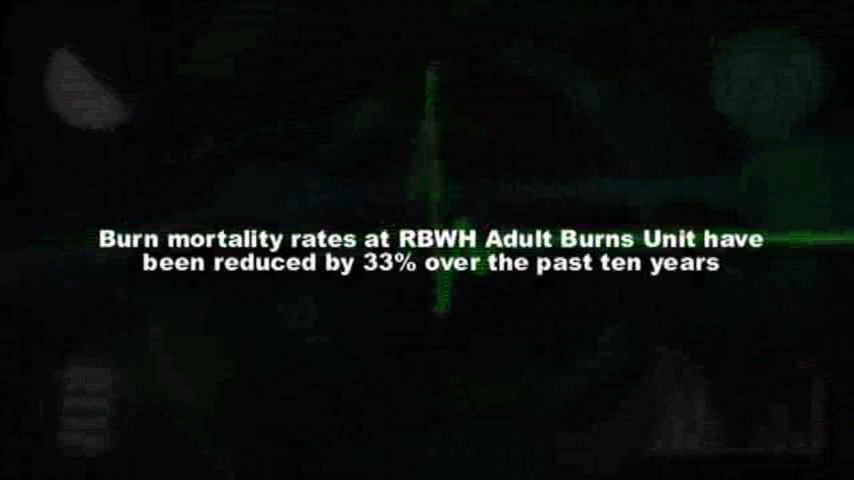 Burn mortality rates at RBWH Adult Burns Unit have
been reduced by 33% over the past ten years